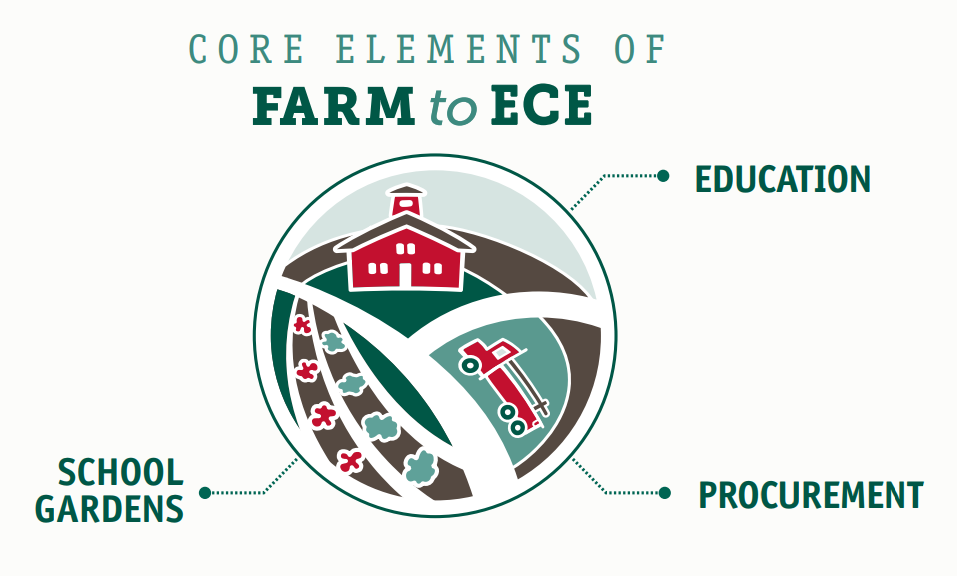 CORE ELEMENTS OF
FARM to ECE
EDUCATION
SCHOOL
GARDENS
PROCUREMENT